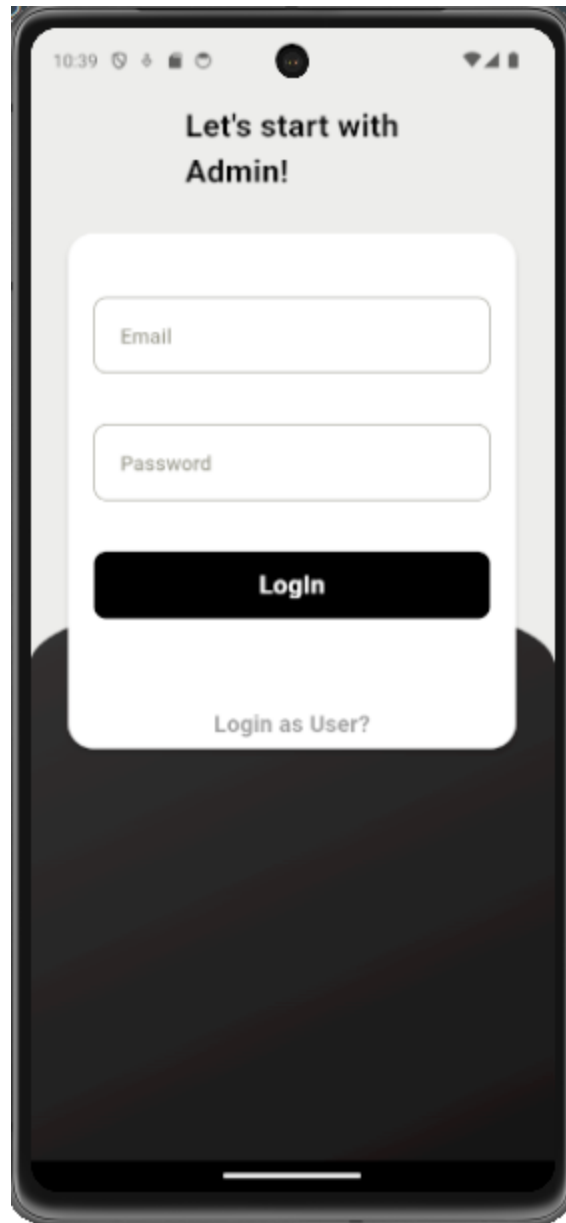 10:39
Let's start with
Admin!
Email
Password
LogIn
Login as User?